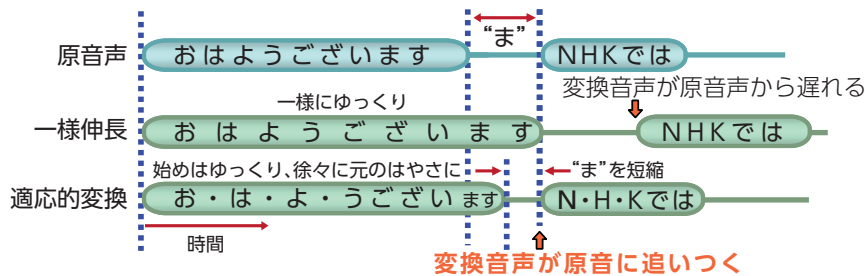 “ま”
原音声 おはようございます NHKでは
変換音声が原音声から遅れる
一様にゆっくり
一様伸長 おはようございます NHKでは
始めはゆっくり、徐々に元のはやさに “ま”を短縮
適応的変換 お・は・よ・うございます N・H・Kでは
時間
変換音声が原音に追いつく